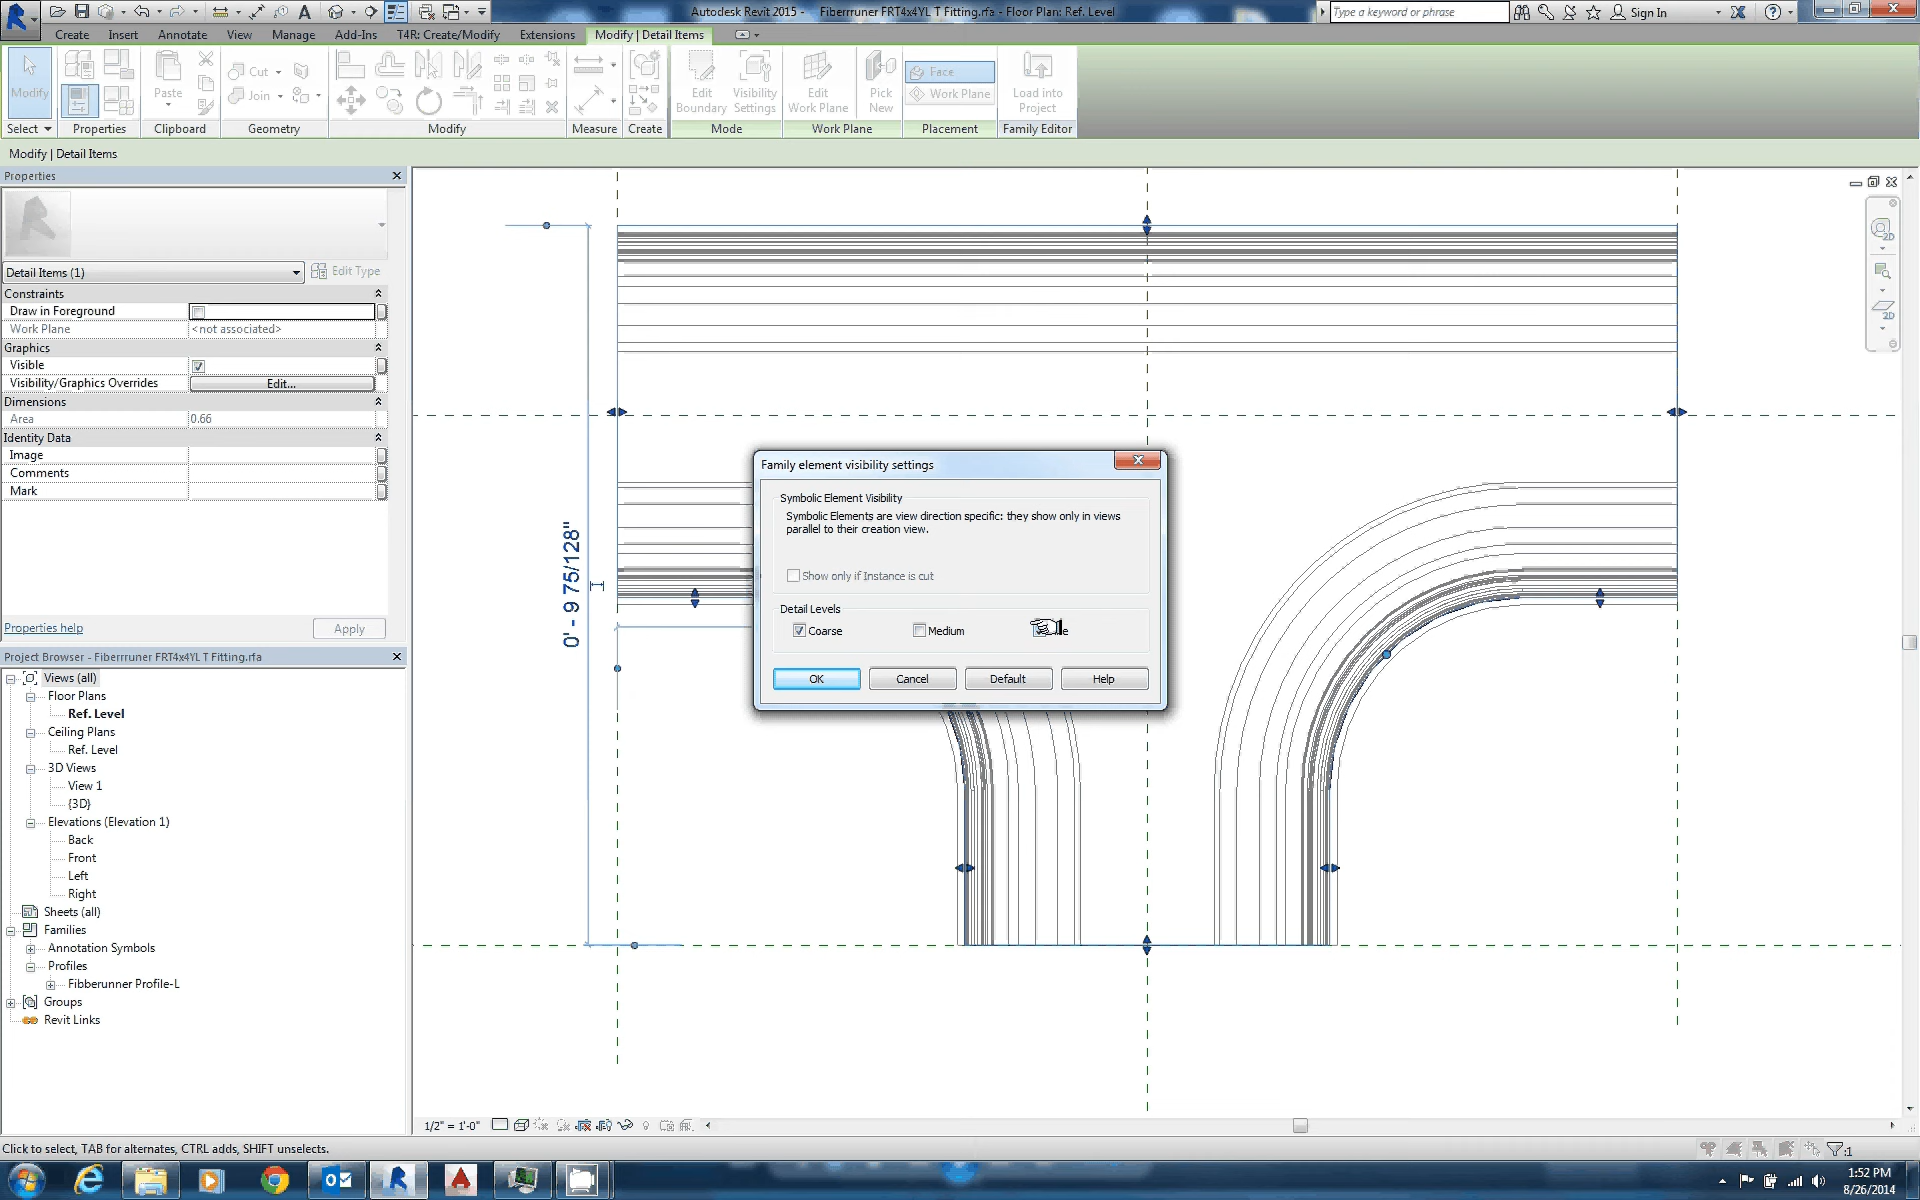 Autodesk Revit 2015 - Fiberrruner FRT4x4YL T Fitting.rfa - Floor Plan: Ref. Level
Type a keyword or phrase
Sign In
Create Insert Annotate View Manage Add-Ins T4R: Create/Modify Extensions Modify | Detail Items
Modify
Paste
Cut
Join
Edit Boundary
Visibility Settings
Edit Work Plane
Pick New
Face
Work Plane
Load into Project
Select Properties Clipboard Geometry Modify Measure Create Mode Work Plane Placement Family Editor
Modify | Detail Items
Properties
Detail Items (1)
Edit Type
Constraints
Draw in Foreground
Work Plane <not associated>
Graphics
Visible
Visibility/Graphics Overrides Edit...
Dimensions
Area 0.66
Identity Data
Image
Comments
Mark
Properties help
Apply
Project Browser - Fiberrruner FRT4x4YL T Fitting.rfa
Views (all)
Floor Plans
Ref. Level
Ceiling Plans
Ref. Level
3D Views
View 1
{3D}
Elevations (Elevation 1)
Back
Front
Left
Right
Sheets (all)
Families
Annotation Symbols
Profiles
Fibberunner Profile-L
Groups
Revit Links
0' - 9 75/128"
2D
2D
Family element visibility settings
Symbolic Element Visibility
Symbolic Elements are view direction specific: they show only in views
parallel to their creation view.
Show only if Instance is cut
Detail Levels
Coarse
Medium
OK
Cancel
Default
Help
1/2" = 1'-0"
Click to select, TAB for alternates, CTRL adds, SHIFT unselects.
:1
1:52 PM
8/26/2014